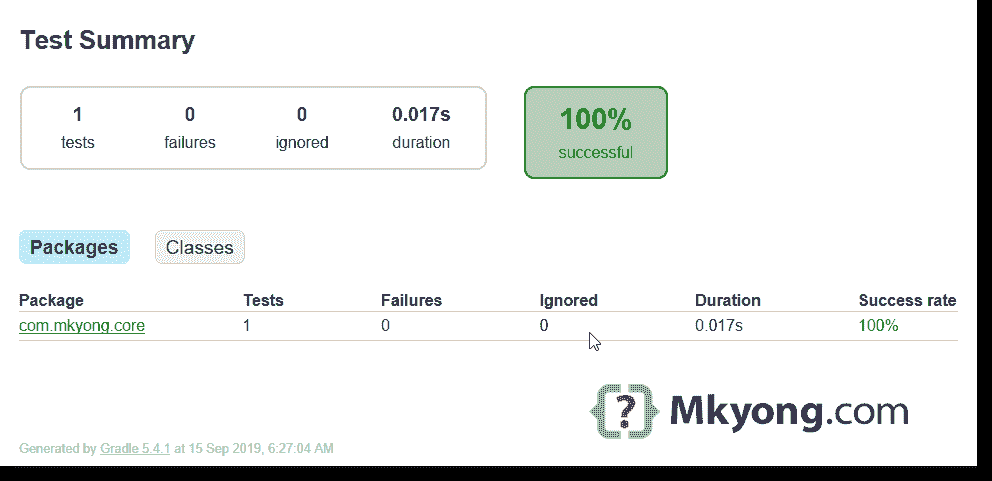 Test Summary
1 0 0 0.017s 100%
tests failures ignored duration successful
Packages Classes
Package Tests Failures Ignored Duration Success rate
com.mkyong.core 1 0 0 0.017s 100%
{?} Mkyong.com
Generated by Gradle 5.4.1 at 15 Sep 2019, 6:27:04 AM